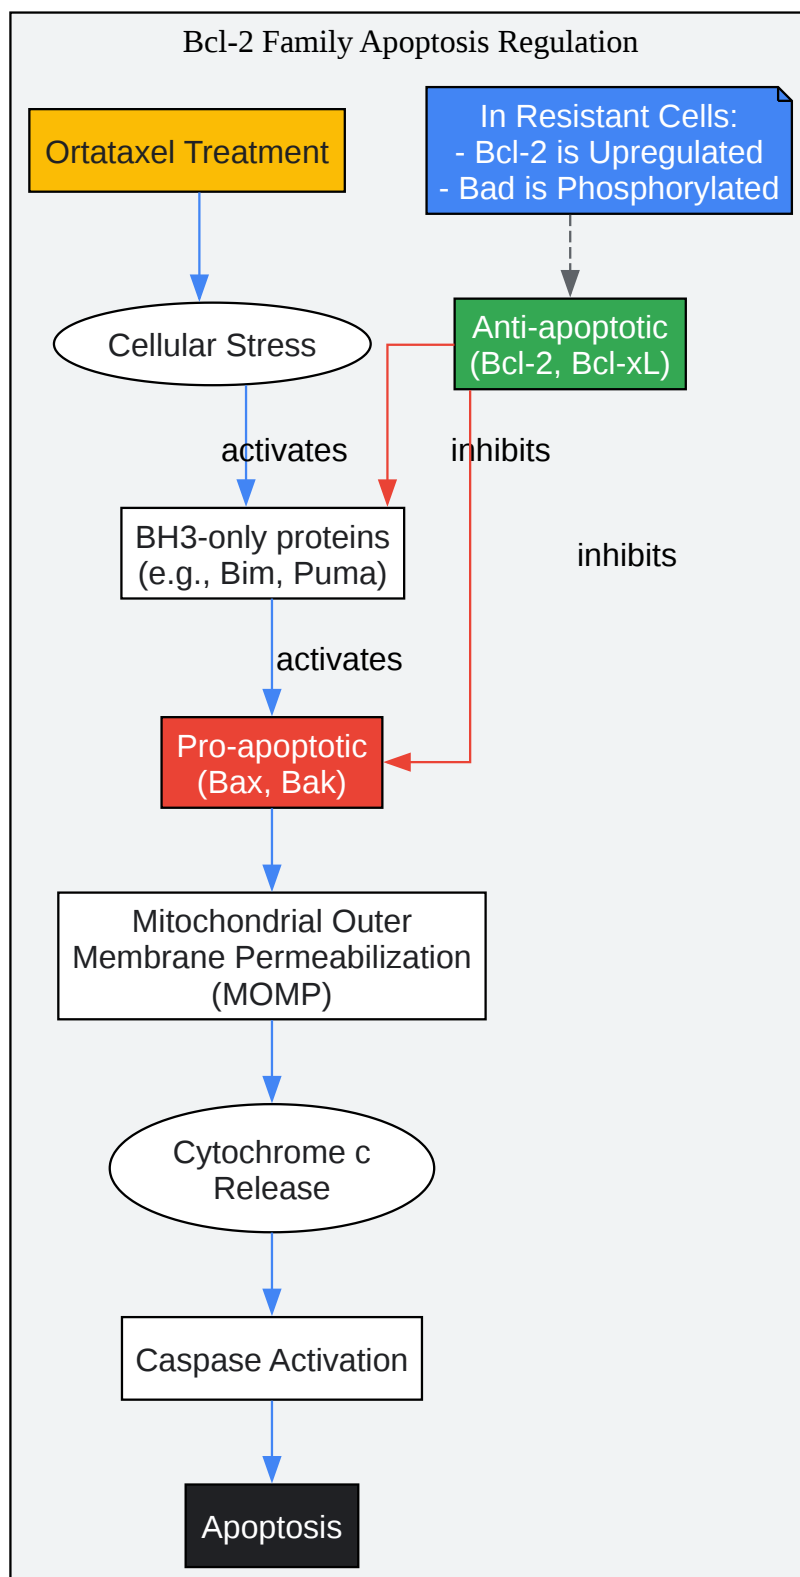 Bcl-2 Family Apoptosis Regulation
Ortataxel Treatment
In Resistant Cells:
- Bcl-2 is Upregulated
- Bad is Phosphorylated
Cellular Stress
Anti-apoptotic
(Bcl-2, Bcl-xL)
activates
inhibits
BH3-only proteins
(e.g., Bim, Puma)
inhibits
activates
Pro-apoptotic
(Bax, Bak)
Mitochondrial Outer
Membrane Permeabilization
(MOMP)
Cytochrome c
Release
Caspase Activation
Apoptosis